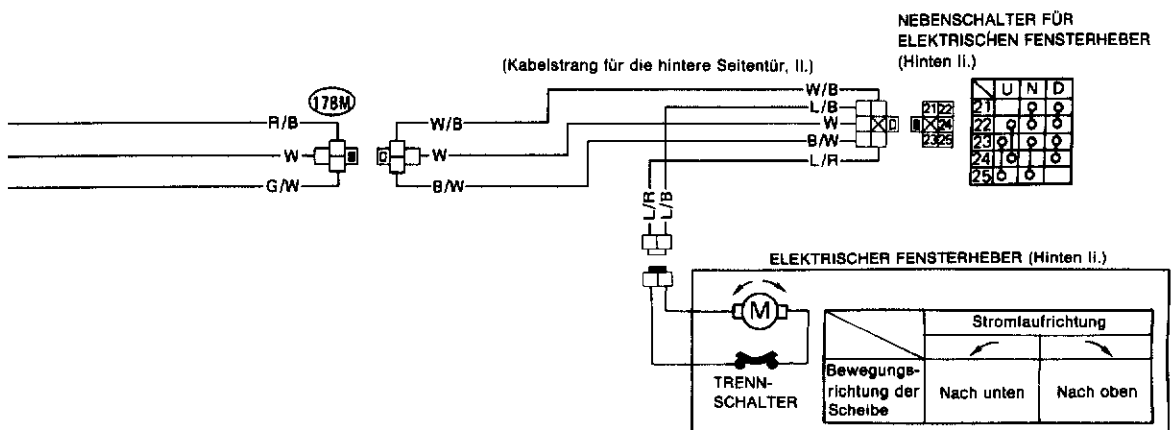 NEBENSCHALTER FÜR
ELEKTRISCHEN FENSTERHEBER
(Hinten li.)
(Kabelstrang für die hintere Seitentür, li.)
178M
R/B
W
G/W
W/B
W
B/W
W/B
L/B
W
B/W
L/R
21 22
24
23 25
U N D
21
22
23
24
25
L/R
L/B
ELEKTRISCHER FENSTERHEBER (Hinten li.)
M
TRENN-
SCHALTER
Stromlaufrichtung
Bewegungs-
richtung der
Scheibe
Nach unten
Nach oben